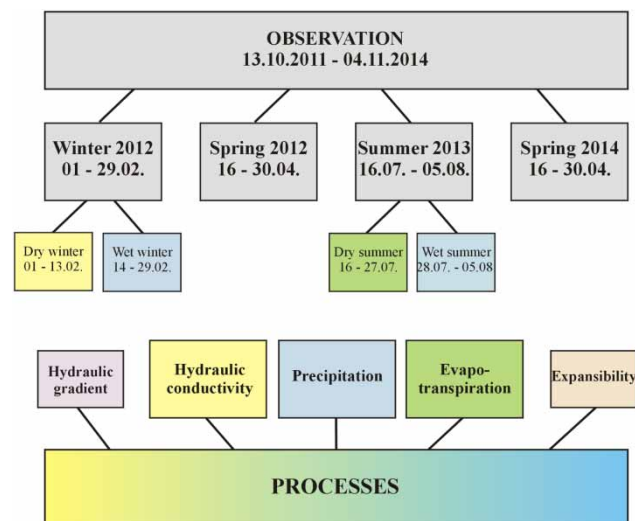 OBSERVATION
13.10.2011 - 04.11.2014
Winter 2012
01 - 29.02.
Spring 2012
16 - 30.04.
Summer 2013
16.07. - 05.08.
Spring 2014
16 - 30.04.
Dry winter
01 - 13.02.
Wet winter
14 - 29.02.
Dry summer
16 - 27.07.
Wet summer
28.07. - 05.08
Hydraulic
gradient
Hydraulic
conductivity
Precipitation
Evapo-
transpiration
Expansibility
PROCESSES